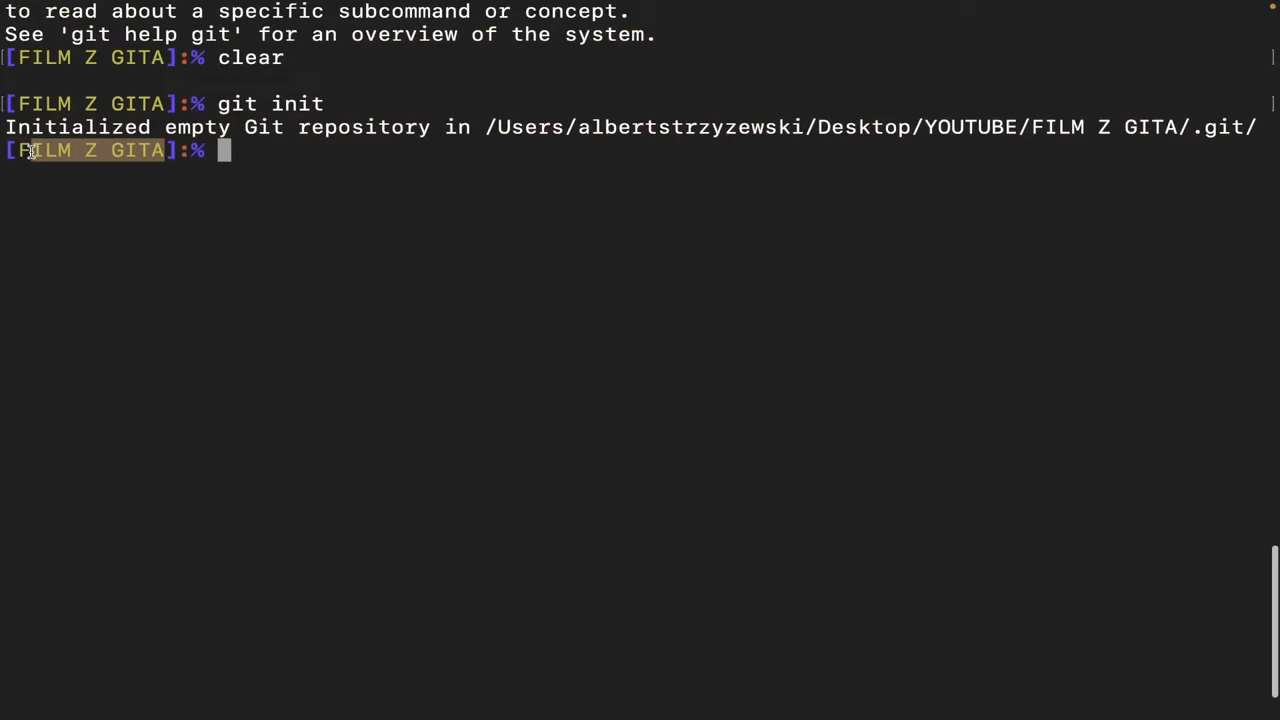 to read about a specific subcommand or concept.
See 'git help git' for an overview of the system.
[FILM Z GITA]:% clear
[FILM Z GITA]:% git init
Initialized empty Git repository in /Users/albertstrzyzewski/Desktop/YOUTUBE/FILM Z GITA/.git/
[FILM Z GITA]:%